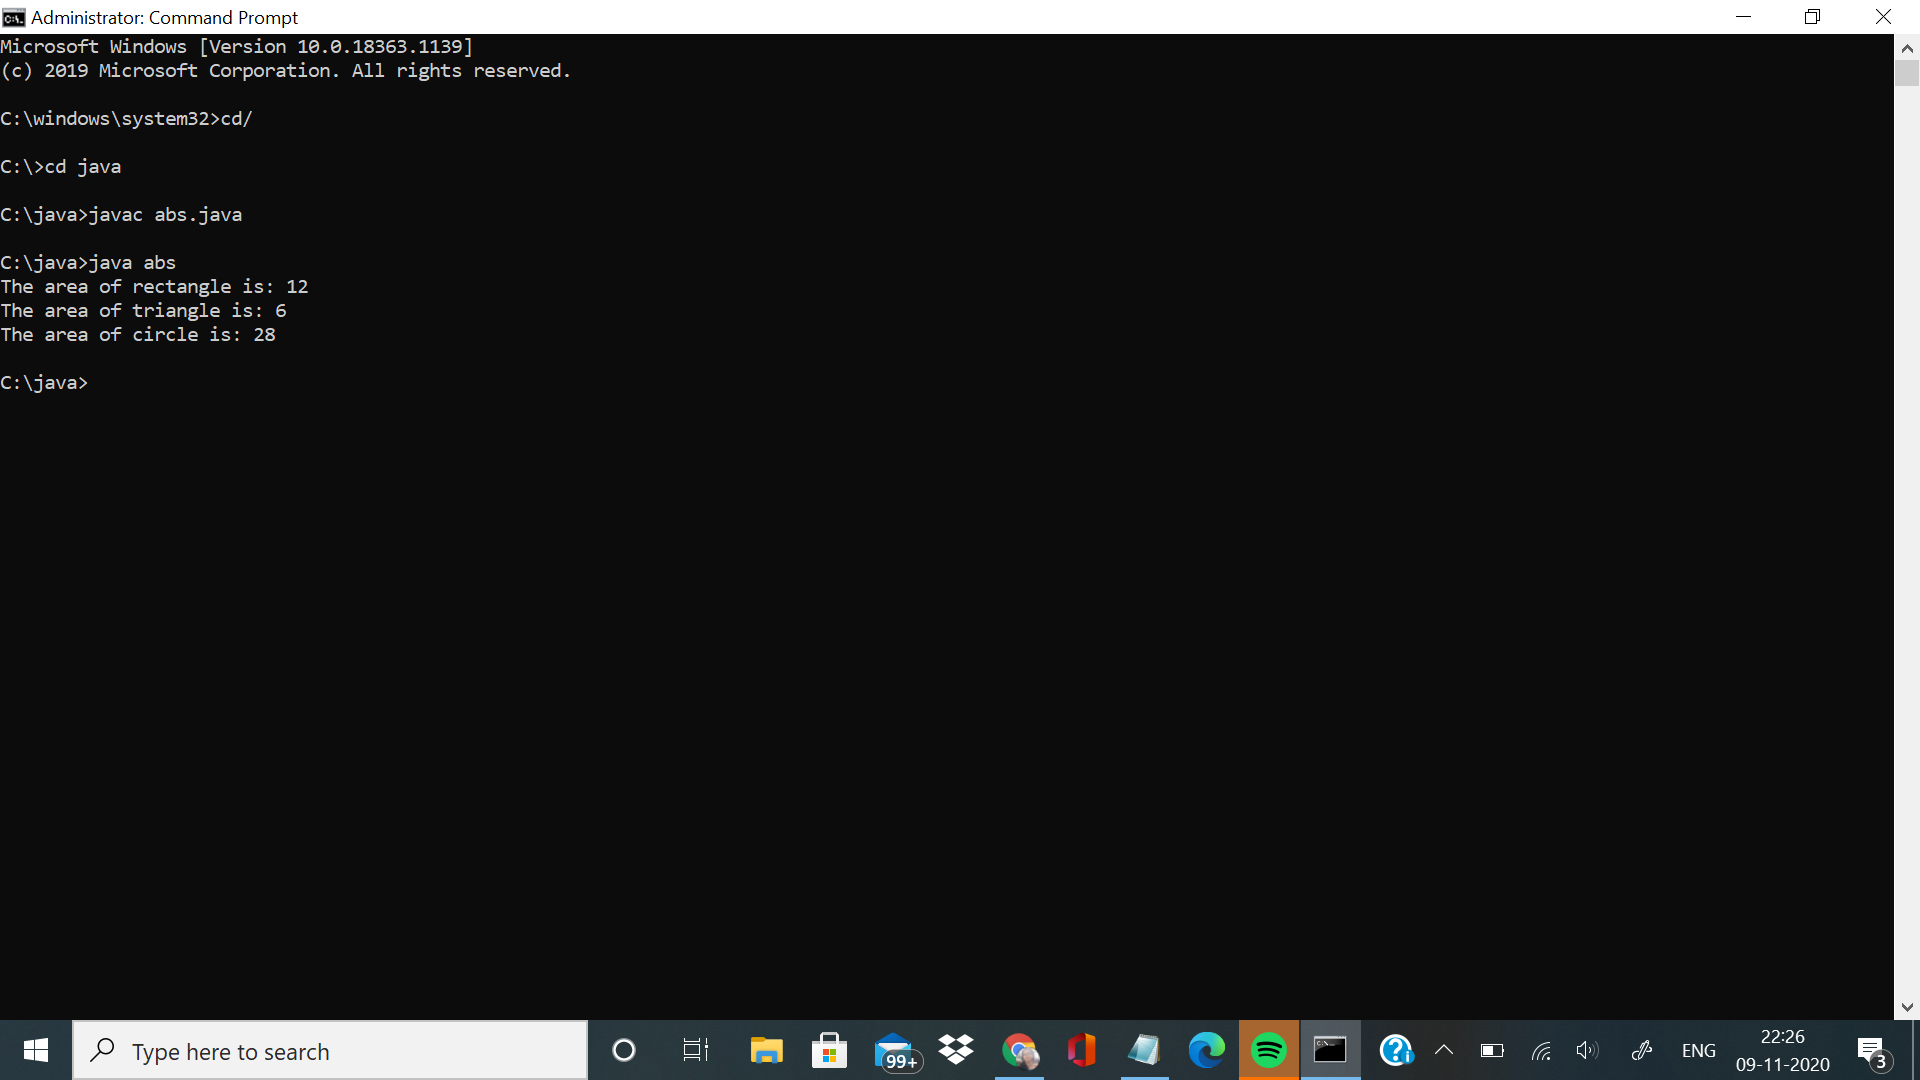 Administrator: Command Prompt
Microsoft Windows [Version 10.0.18363.1139]
(c) 2019 Microsoft Corporation. All rights reserved.
C:\windows\system32>cd/
C:\>cd java
C:\java>javac abs.java
C:\java>java abs
The area of rectangle is: 12
The area of triangle is: 6
The area of circle is: 28
C:\java>
Type here to search
99+
ENG
22:26
09-11-2020
3